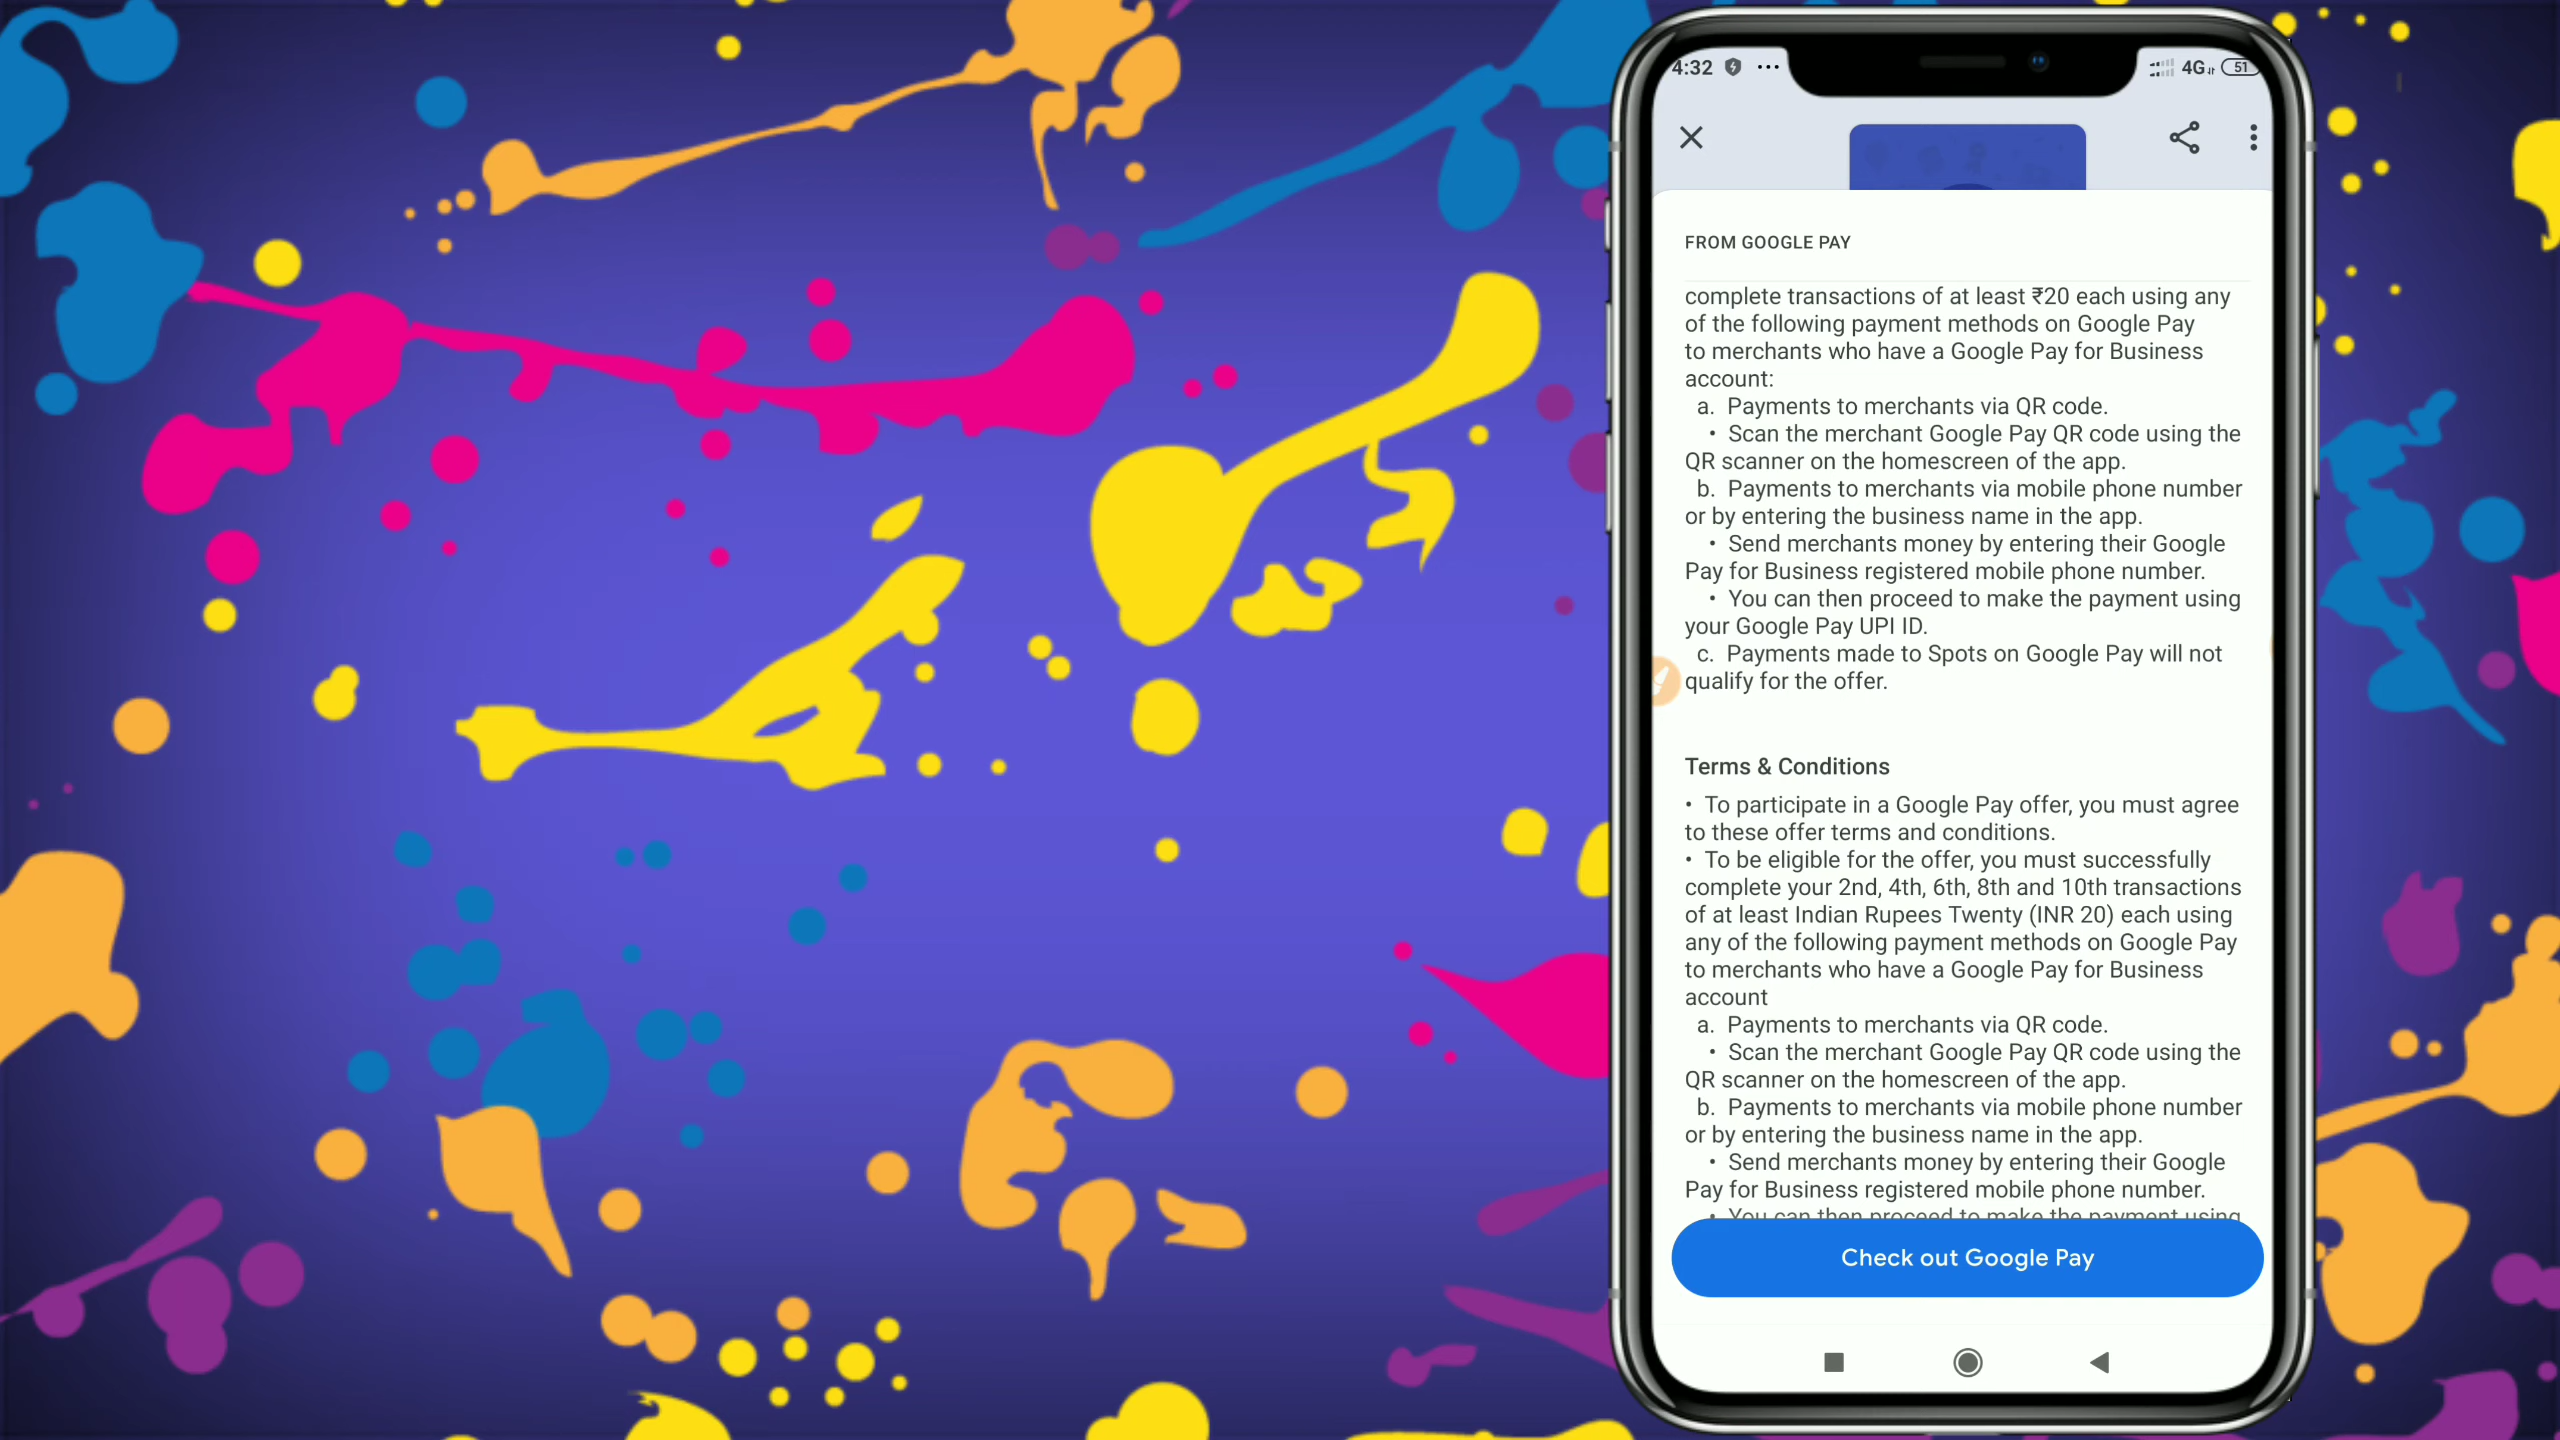 4:32 ... 4G 51
FROM GOOGLE PAY
complete transactions of at least ₹20 each using any
of the following payment methods on Google Pay
to merchants who have a Google Pay for Business
account:
a. Payments to merchants via QR code.
• Scan the merchant Google Pay QR code using the
QR scanner on the homescreen of the app.
b. Payments to merchants via mobile phone number
or by entering the business name in the app.
• Send merchants money by entering their Google
Pay for Business registered mobile phone number.
• You can then proceed to make the payment using
your Google Pay UPI ID.
c. Payments made to Spots on Google Pay will not
qualify for the offer.
Terms & Conditions
• To participate in a Google Pay offer, you must agree
to these offer terms and conditions.
• To be eligible for the offer, you must successfully
complete your 2nd, 4th, 6th, 8th and 10th transactions
of at least Indian Rupees Twenty (INR 20) each using
any of the following payment methods on Google Pay
to merchants who have a Google Pay for Business
account
a. Payments to merchants via QR code.
• Scan the merchant Google Pay QR code using the
QR scanner on the homescreen of the app.
b. Payments to merchants via mobile phone number
or by entering the business name in the app.
• Send merchants money by entering their Google
Pay for Business registered mobile phone number.
• You can then proceed to make the payment using
Check out Google Pay